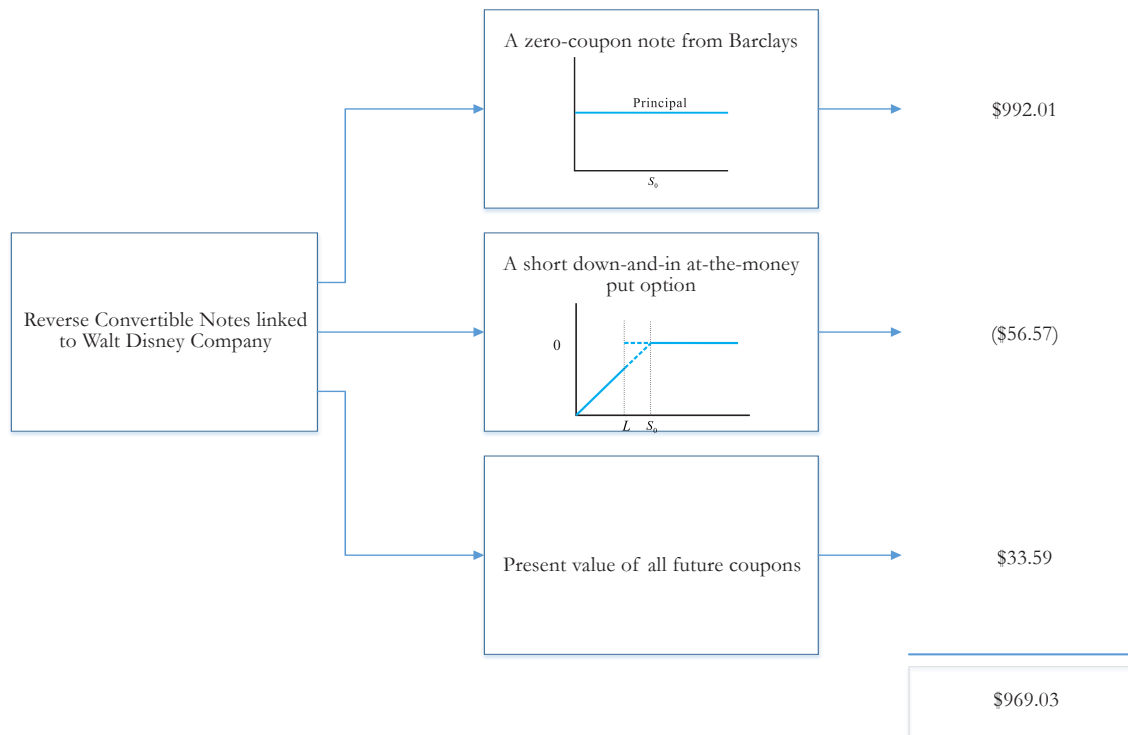 A zero-coupon note from Barclays
Principal
S₀
$992.01
Reverse Convertible Notes linked
to Walt Disney Company
A short down-and-in at-the-money
put option
0
L S₀
($56.57)
Present value of all future coupons
$33.59
$969.03